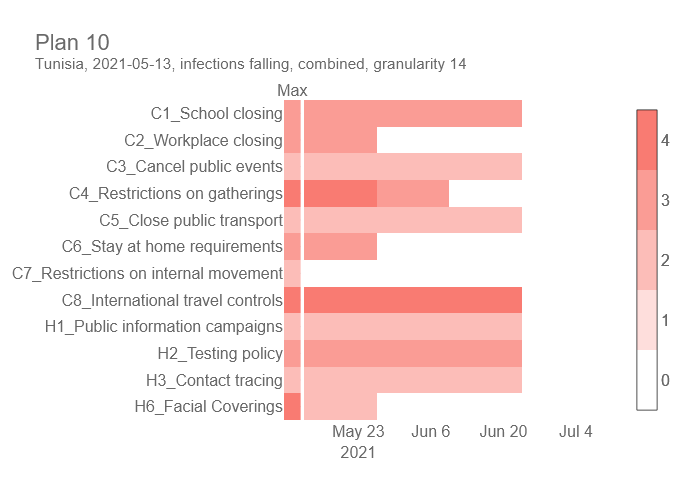 Plan 10
Tunisia, 2021-05-13, infections falling, combined, granularity 14
Max
C1_School closing
C2_Workplace closing
C3_Cancel public events
C4_Restrictions on gatherings
C5_Close public transport
C6_Stay at home requirements
C7_Restrictions on internal movement
C8_International travel controls
H1_Public information campaigns
H2_Testing policy
H3_Contact tracing
H6_Facial Coverings
May 23 Jun 6 Jun 20 Jul 4
2021
4
3
2
1
0